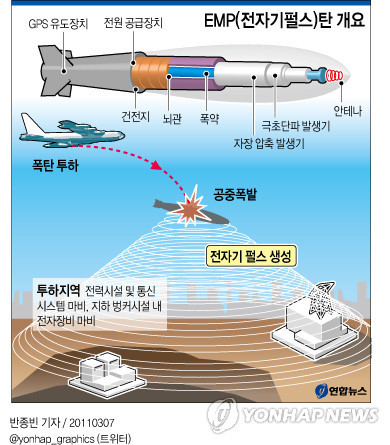 EMP(전자기펄스)탄 개요
GPS 유도장치
전원 공급장치
건전지
뇌관
폭약
자장 압축 발생기
극초단파 발생기
안테나
폭탄 투하
공중폭발
전자기 펄스 생성
투하지역 전력시설 및 통신
시스템 마비, 지하 벙커시설 내
전자장비 마비
연합뉴스
반종빈 기자 / 20110307
@yonhap_graphics (트위터)
YONHAPNEWS